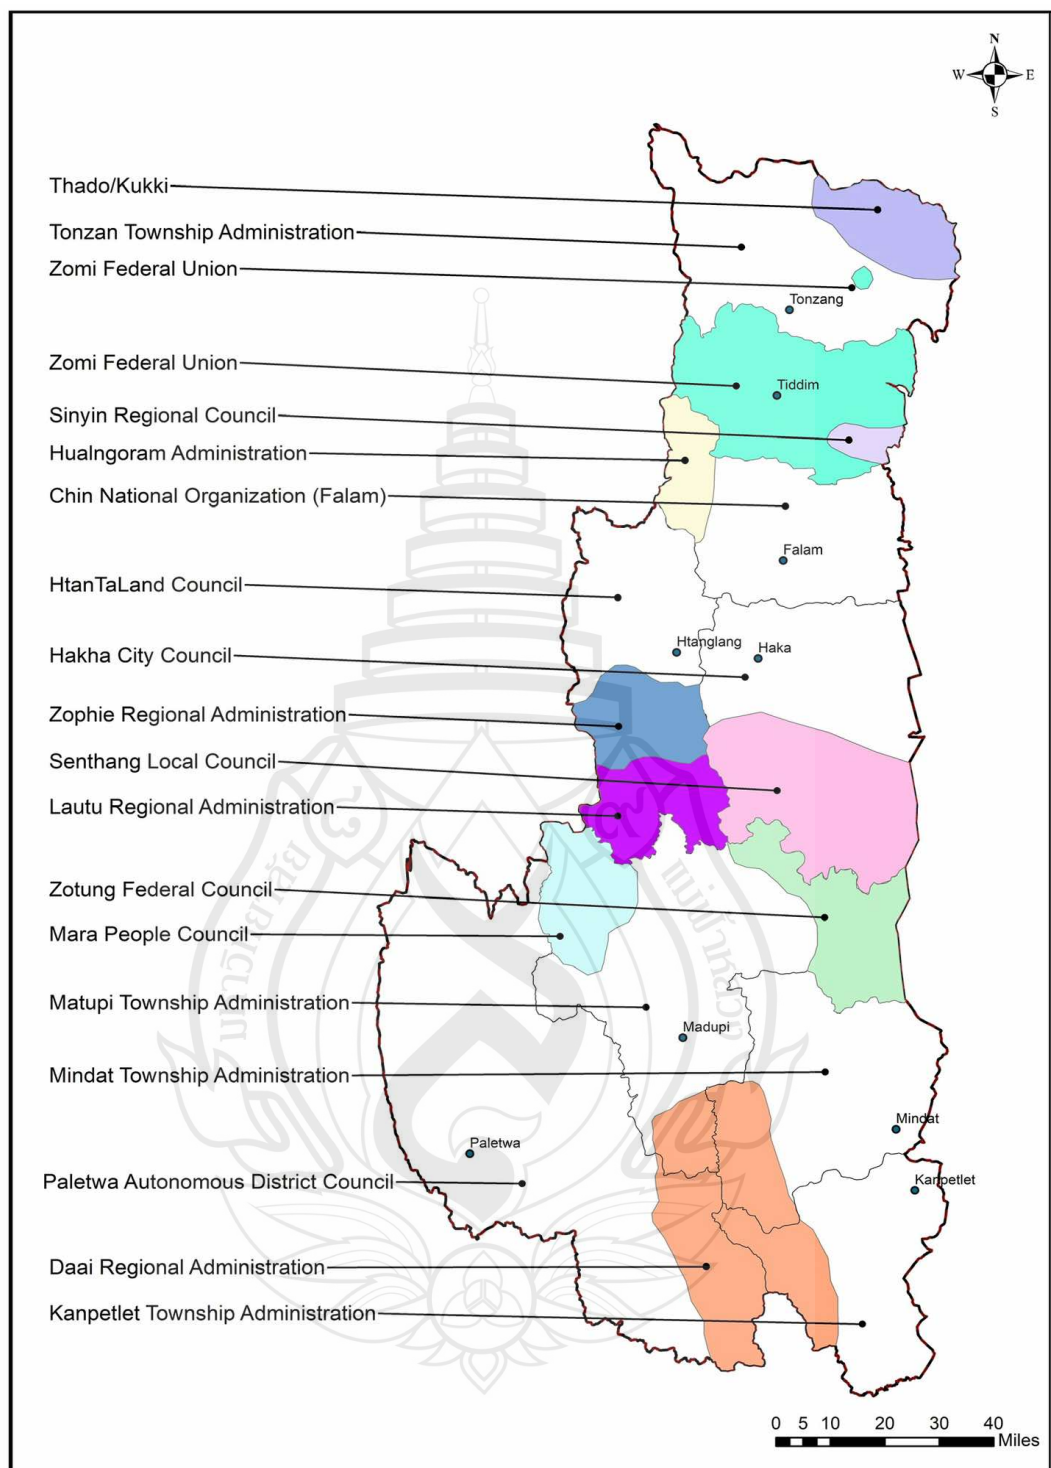 N
W E
S
Thado/Kukki
Tonzan Township Administration
Zomi Federal Union
Tonzang
Zomi Federal Union
Tiddim
Sinyin Regional Council
Hualngoram Administration
Chin National Organization (Falam)
Falam
HtanTaLand Council
Htanglang
Haka
Hakha City Council
Zophie Regional Administration
Senthang Local Council
Lautu Regional Administration
Zotung Federal Council
Mara People Council
Matupi Township Administration
Madupi
Mindat Township Administration
Mindat
Paletwa
Paletwa Autonomous District Council
Kanpetlet
Daai Regional Administration
Kanpetlet Township Administration
0 5 10 20 30 40
Miles